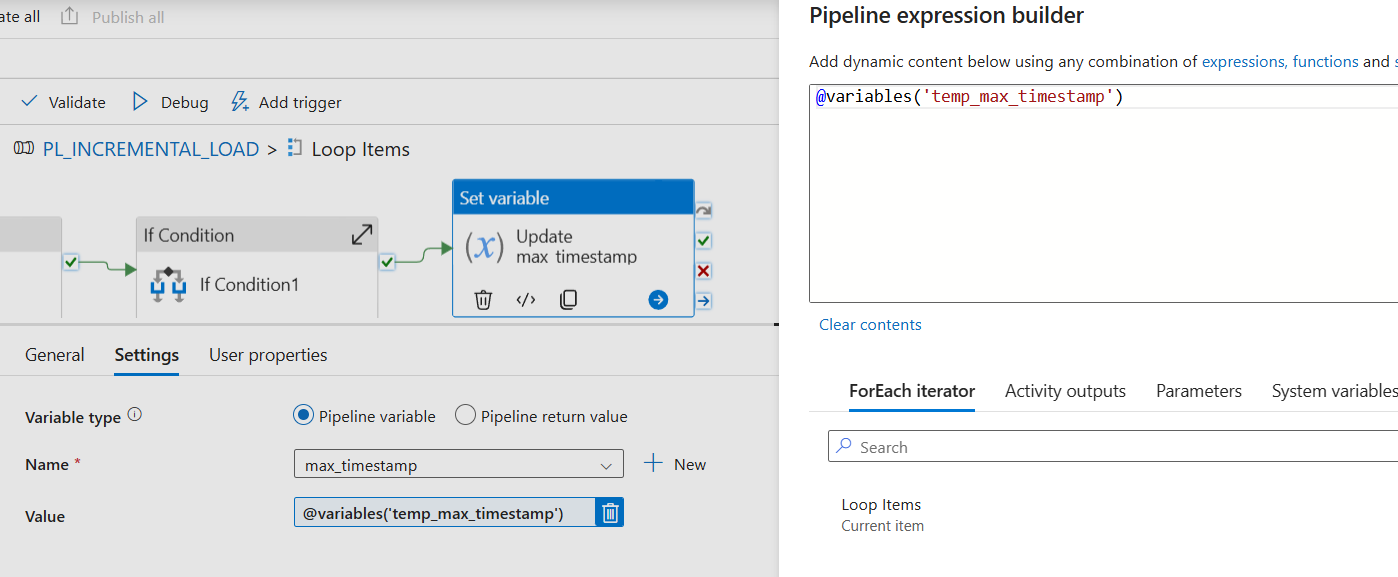 ate all Publish all
Validate Debug Add trigger
PL_INCREMENTAL_LOAD > Loop Items
If Condition
If Condition1
Set variable
(x) Update
max timestamp
</>
General Settings User properties
Variable type Pipeline variable Pipeline return value
Name * max_timestamp New
Value @variables('temp_max_timestamp')
Pipeline expression builder
Add dynamic content below using any combination of expressions, functions and s
@variables('temp_max_timestamp')
Clear contents
ForEach iterator Activity outputs Parameters System variables
Search
Loop Items
Current item